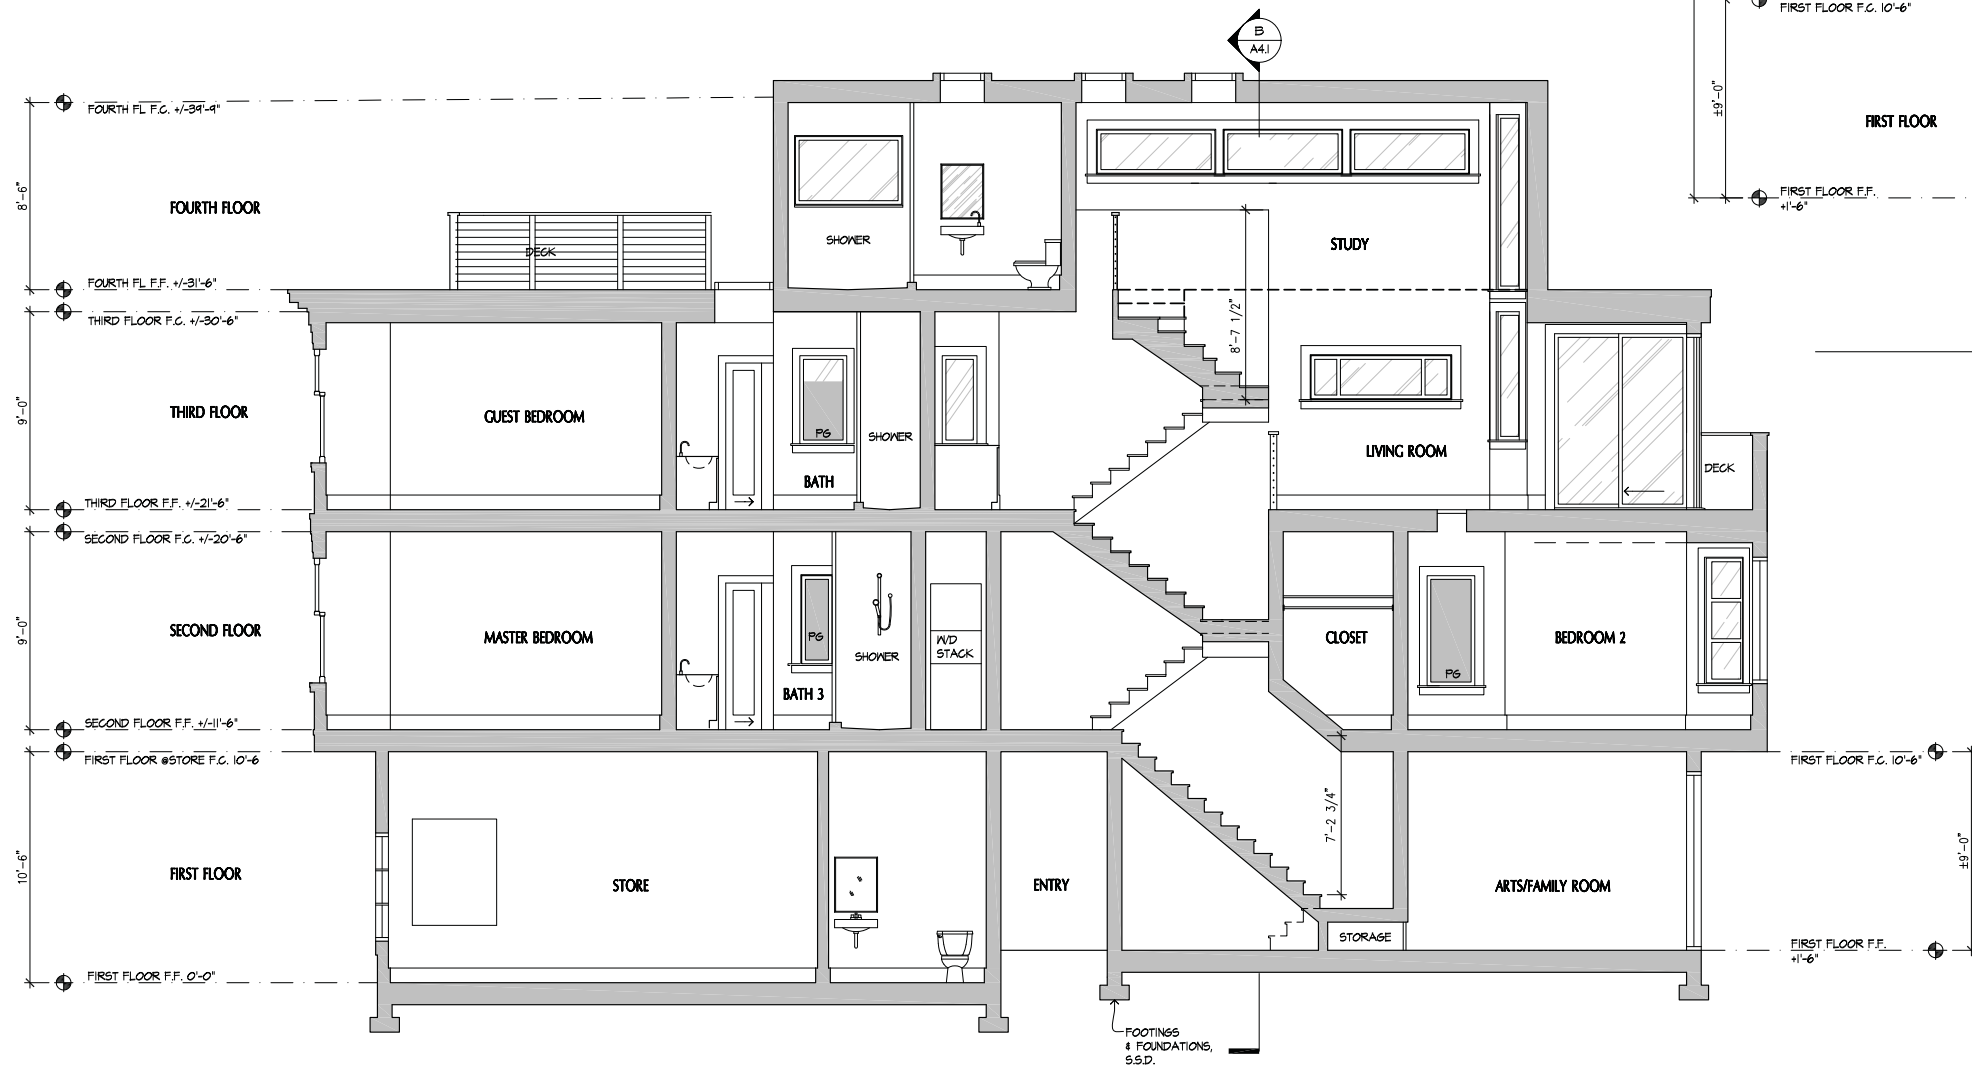 FIRST FLOOR F.C. 10'-6"
B
A4.1
FOURTH FL F.C. +/-39'-9"
±9'-0"
FIRST FLOOR
8'-6"
FOURTH FLOOR
FIRST FLOOR F.F.
+1'-6"
DECK
SHOWER
STUDY
FOURTH FL F.F. +/-31'-6"
THIRD FLOOR F.C. +/-30'-6"
8'-7 1/2"
9'-0"
THIRD FLOOR
GUEST BEDROOM
PG
SHOWER
BATH
LIVING ROOM
DECK
THIRD FLOOR F.F. +/-21'-6"
SECOND FLOOR F.C. +/-20'-6"
9'-0"
SECOND FLOOR
MASTER BEDROOM
PG
SHOWER
W/D
STACK
BATH 3
CLOSET
PG
BEDROOM 2
SECOND FLOOR F.F. +/-11'-6"
FIRST FLOOR @STORE F.C. 10'-6
FIRST FLOOR F.C. 10'-6"
10'-6"
FIRST FLOOR
STORE
ENTRY
7'-2 3/4"
ARTS/FAMILY ROOM
±9'-0"
STORAGE
FIRST FLOOR F.F.
+1'-6"
FIRST FLOOR F.F. 0'-0"
FOOTINGS
& FOUNDATIONS,
S.S.D.